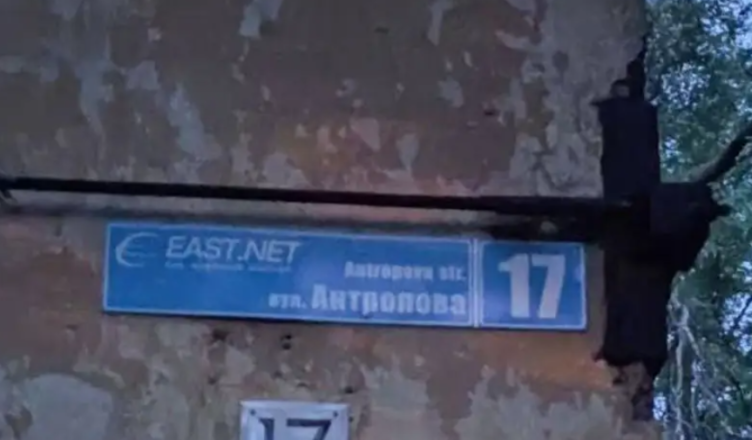 EAST.NET
Antropova str.
вул. Антропова
17
17